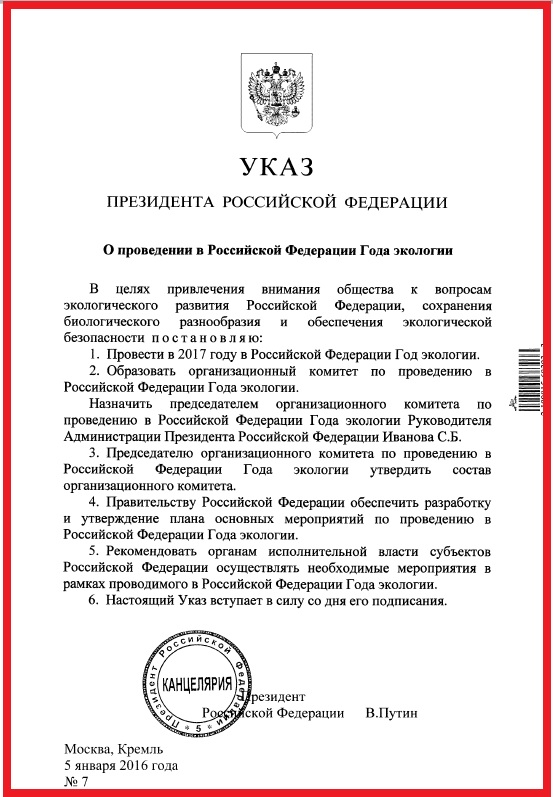 УКАЗ
ПРЕЗИДЕНТА РОССИЙСКОЙ ФЕДЕРАЦИИ
О проведении в Российской Федерации Года экологии
В целях привлечения внимания общества к вопросам
экологического развития Российской Федерации, сохранения
биологического разнообразия и обеспечения экологической
безопасности постановляю:
1. Провести в 2017 году в Российской Федерации Год экологии.
2. Образовать организационный комитет по проведению в
Российской Федерации Года экологии.
Назначить председателем организационного комитета по
проведению в Российской Федерации Года экологии Руководителя
Администрации Президента Российской Федерации Иванова С.Б.
3. Председателю организационного комитета по проведению в
Российской Федерации Года экологии утвердить состав
организационного комитета.
4. Правительству Российской Федерации обеспечить разработку
и утверждение плана основных мероприятий по проведению в
Российской Федерации Года экологии.
5. Рекомендовать органам исполнительной власти субъектов
Российской Федерации осуществлять необходимые мероприятия в
рамках проводимого в Российской Федерации Года экологии.
6. Настоящий Указ вступает в силу со дня его подписания.
Президент Российской Федерации
* 5 *
КАНЦЕЛЯРИЯ
Президент
Российской Федерации В.Путин
Москва, Кремль
5 января 2016 года
№ 7